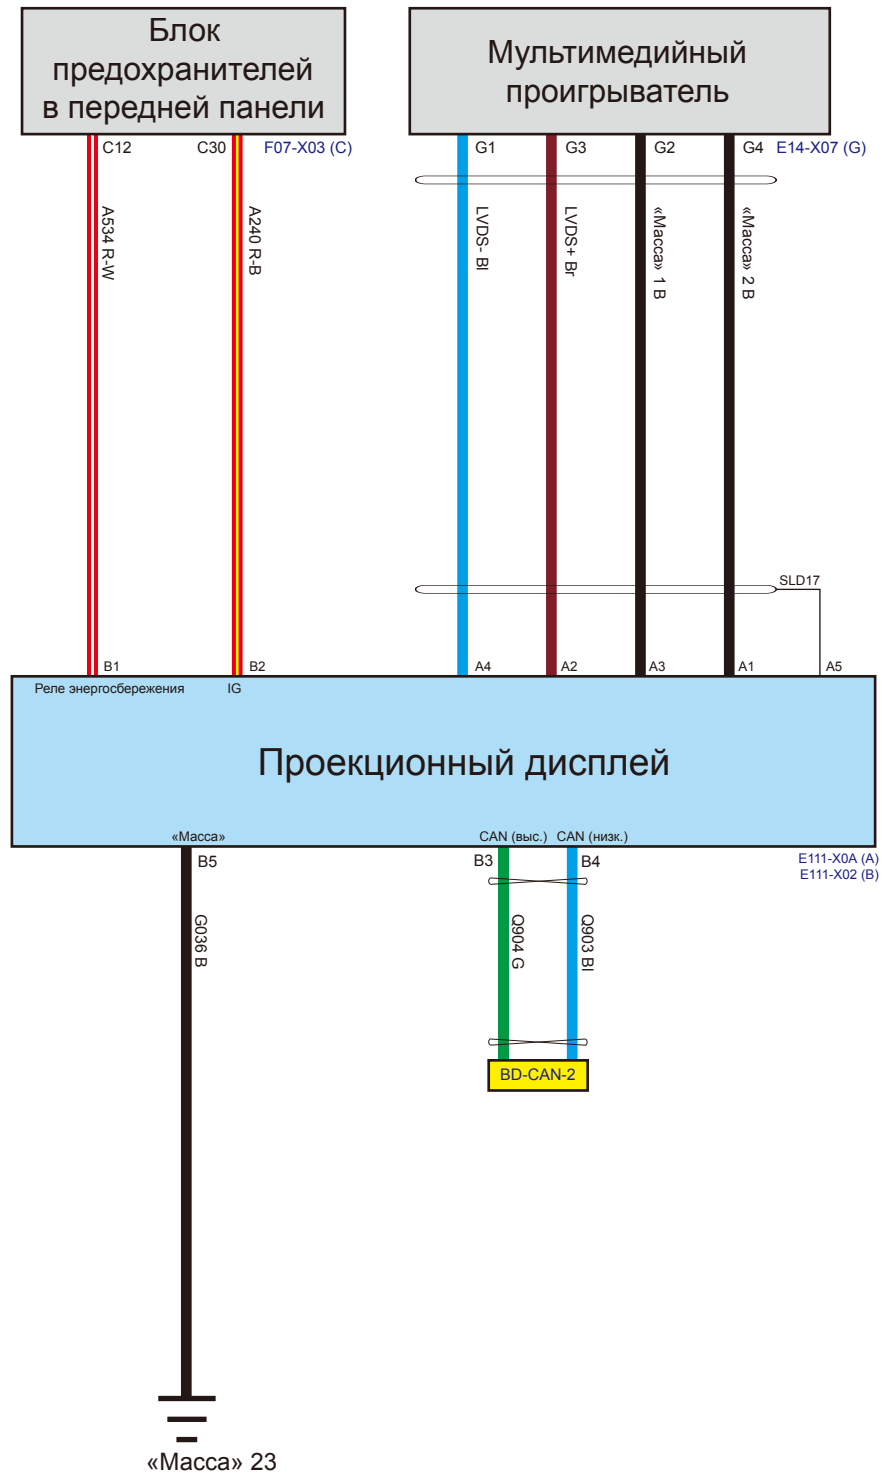 Блок
предохранителей
в передней панели
Мультимедийный
проигрыватель
C12
C30
F07-X03 (C)
G1
G3
G2
G4
E14-X07 (G)
A534 R-W
A240 R-B
LVDS- Bl
LVDS+ Br
«Масса» 1 B
«Масса» 2 B
SLD17
B1
B2
A4
A2
A3
A1
A5
Реле энергосбережения
IG
Проекционный дисплей
«Масса»
CAN (выс.)
CAN (низк.)
B5
B3
B4
E111-X0A (A)
E111-X02 (B)
G036 B
Q904 G
Q903 Bl
BD-CAN-2
«Масса» 23